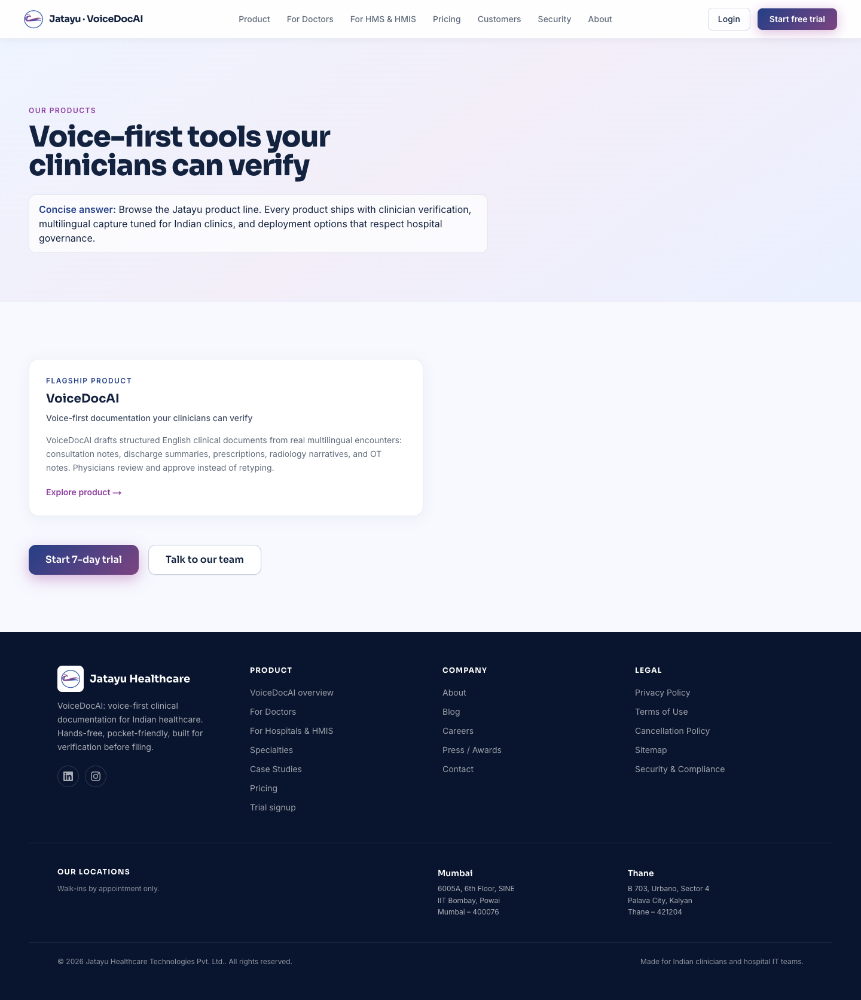 Jatayu · VoiceDocAI
Product
For Doctors
For HMS & HMIS
Pricing
Customers
Security
About
Login
Start free trial
OUR PRODUCTS
Voice-first tools your
clinicians can verify
Concise answer: Browse the Jatayu product line. Every product ships with clinician verification,
multilingual capture tuned for Indian clinics, and deployment options that respect hospital
governance.
FLAGSHIP PRODUCT
VoiceDocAI
Voice-first documentation your clinicians can verify
VoiceDocAI drafts structured English clinical documents from real multilingual encounters:
consultation notes, discharge summaries, prescriptions, radiology narratives, and OT
notes. Physicians review and approve instead of retyping.
Explore product →
Start 7-day trial
Talk to our team
Jatayu Healthcare
VoiceDocAI: voice-first clinical
documentation for Indian healthcare.
Hands-free, pocket-friendly, built for
verification before filing.
PRODUCT
VoiceDocAI overview
For Doctors
For Hospitals & HMIS
Specialties
Case Studies
Pricing
Trial signup
COMPANY
About
Blog
Careers
Press / Awards
Contact
LEGAL
Privacy Policy
Terms of Use
Cancellation Policy
Sitemap
Security & Compliance
OUR LOCATIONS
Walk-ins by appointment only.
Mumbai
6005A, 6th Floor, SINE
IIT Bombay, Powai
Mumbai – 400076
Thane
B 703, Urbano, Sector 4
Palava City, Kalyan
Thane – 421204
© 2026 Jatayu Healthcare Technologies Pvt. Ltd.. All rights reserved.
Made for Indian clinicians and hospital IT teams.